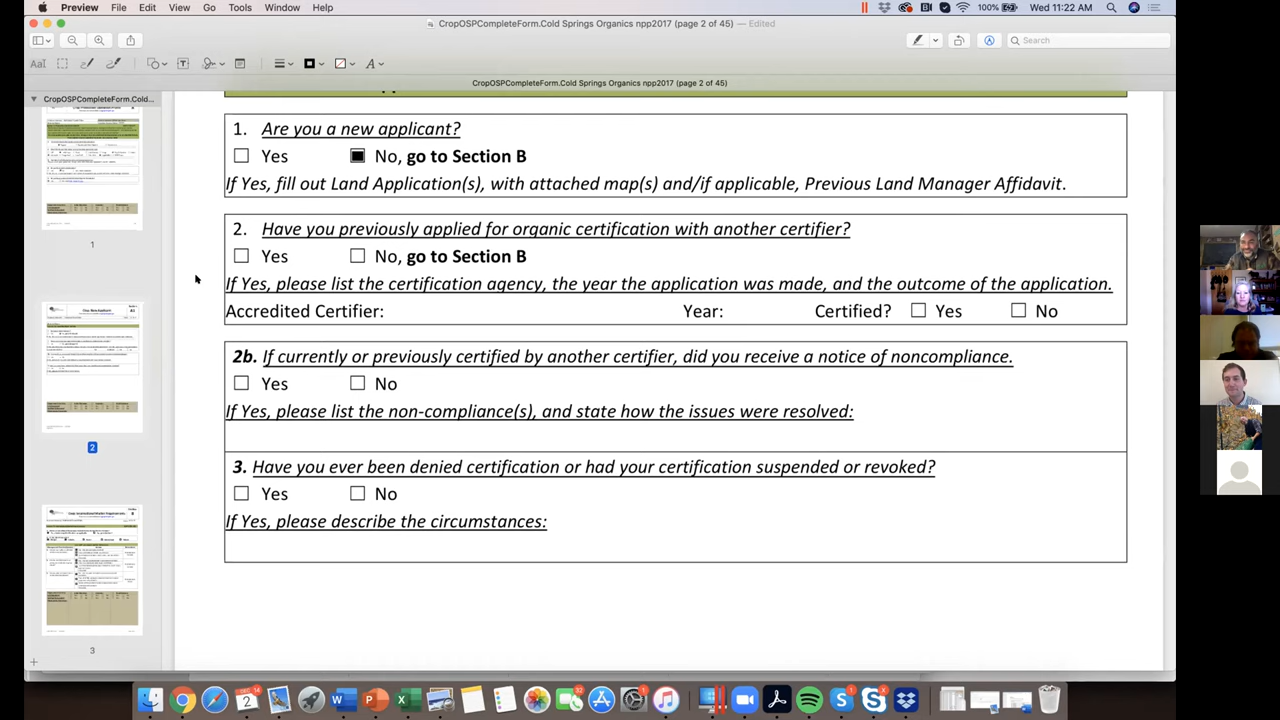 Preview File Edit View Go Tools Window Help
100% Wed 11:22 AM
CropOSPCompleteForm.Cold Springs Organics npp2017 (page 2 of 45) — Edited
Search
CropOSPCompleteForm.Cold Springs Organics npp2017 (page 2 of 45)
CropOSPCompleteForm.Cold...
1
2
3
1. Are you a new applicant?
Yes No, go to Section B
If Yes, fill out Land Application(s), with attached map(s) and/if applicable, Previous Land Manager Affidavit.
2. Have you previously applied for organic certification with another certifier?
Yes No, go to Section B
If Yes, please list the certification agency, the year the application was made, and the outcome of the application.
Accredited Certifier: Year: Certified? Yes No
2b. If currently or previously certified by another certifier, did you receive a notice of noncompliance.
Yes No
If Yes, please list the non-compliance(s), and state how the issues were resolved:
3. Have you ever been denied certification or had your certification suspended or revoked?
Yes No
If Yes, please describe the circumstances: